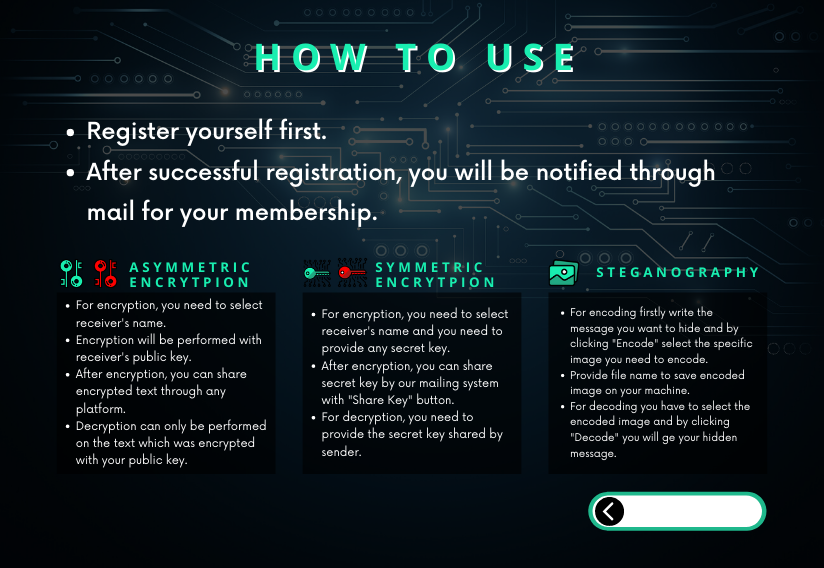 HOW TO USE
• Register yourself first.
• After successful registration, you will be notified through
mail for your membership.
ASYMMETRIC
ENCRYTPION
• For encryption, you need to select
receiver's name.
• Encryption will be performed with
receiver's public key.
• After encryption, you can share
encrypted text through any
platform.
• Decryption can only be performed
on the text which was encrypted
with your public key.
SYMMETRIC
ENCRYTPION
• For encryption, you need to select
receiver's name and you need to
provide any secret key.
• After encryption, you can share
secret key by our mailing system
with "Share Key" button.
• For decryption, you need to
provide the secret key shared by
sender.
STEGANOGRAPHY
• For encoding firstly write the
message you want to hide and by
clicking "Encode" select the specific
image you need to encode.
• Provide file name to save encoded
image on your machine.
• For decoding you have to select the
encoded image and by clicking
"Decode" you will ge your hidden
message.